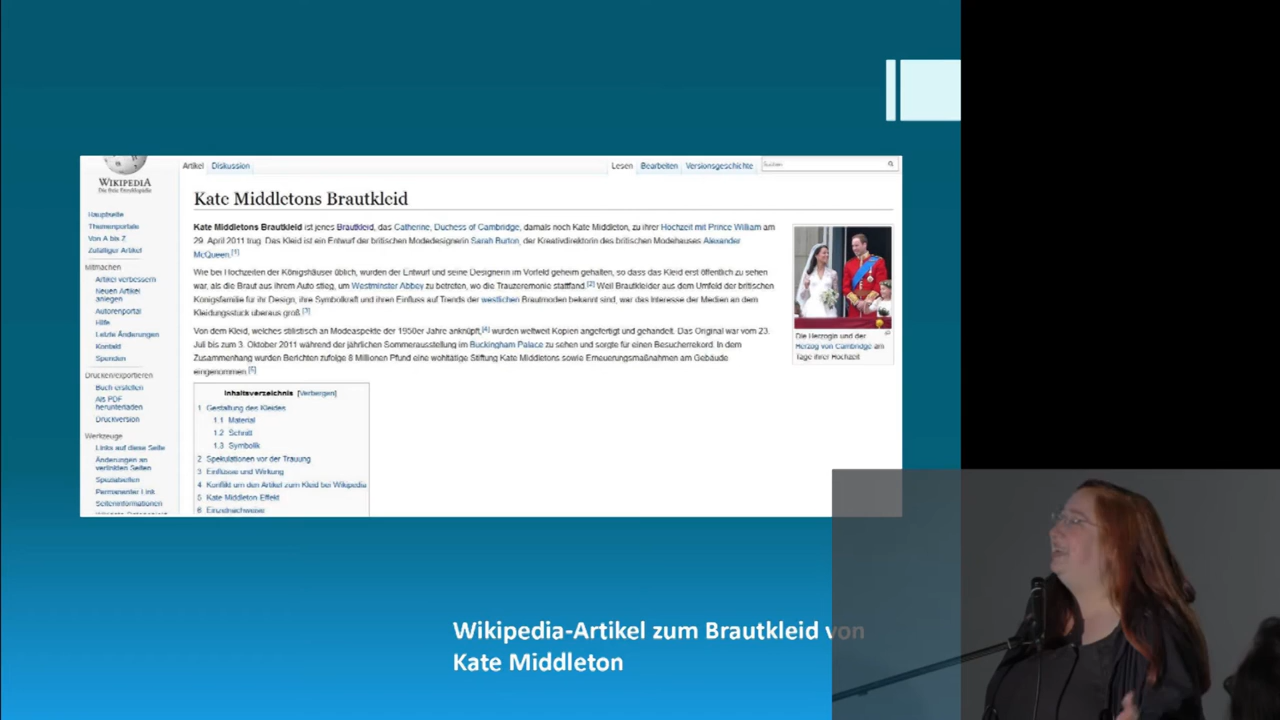 Artikel Diskussion
Lesen Bearbeiten Versionsgeschichte
Suchen
WIKIPEDIA
Die freie Enzyklopädie
Hauptseite
Themenportale
Von A bis Z
Zufälliger Artikel
Mitmachen
Artikel verbessern
Neuen Artikel
anlegen
Autorenportal
Hilfe
Letzte Änderungen
Kontakt
Spenden
Drucken/exportieren
Buch erstellen
Als PDF
herunterladen
Druckversion
Werkzeuge
Links auf diese Seite
Änderungen an
verlinkten Seiten
Spezialseiten
Permanenter Link
Seiteninformationen
Kate Middletons Brautkleid
Kate Middletons Brautkleid ist jenes Brautkleid, das Catherine, Duchess of Cambridge, damals noch Kate Middleton, zu ihrer Hochzeit mit Prince William am
29. April 2011 trug. Das Kleid ist ein Entwurf der britischen Modedesignerin Sarah Burton, der Kreativdirektorin des britischen Modehauses Alexander
McQueen.[1]
Wie bei Hochzeiten der Königshäuser üblich, wurden der Entwurf und seine Designerin im Vorfeld geheim gehalten, so dass das Kleid erst öffentlich zu sehen
war, als die Braut aus ihrem Auto stieg, um Westminster Abbey zu betreten, wo die Trauzeremonie stattfand.[2] Weil Brautkleider aus dem Umfeld der britischen
Königsfamilie für ihr Design, ihre Symbolkraft und ihren Einfluss auf Trends der westlichen Brautmoden bekannt sind, war das Interesse der Medien an dem
Kleidungsstück überaus groß.[3]
Von dem Kleid, welches stilistisch an Modeaspekte der 1950er Jahre anknüpft,[4] wurden weltweit Kopien angefertigt und gehandelt. Das Original war vom 23.
Juli bis zum 3. Oktober 2011 während der jährlichen Sommerausstellung im Buckingham Palace zu sehen und sorgte für einen Besucherrekord. In dem
Zusammenhang wurden Berichten zufolge 8 Millionen Pfund eine wohltätige Stiftung Kate Middletons sowie Erneuerungsmaßnahmen am Gebäude
eingenommen.
Die Herzogin und der
Herzog von Cambridge am
Tage ihrer Hochzeit
Inhaltsverzeichnis [Verbergen]
1 Gestaltung des Kleides
1.1 Material
1.2 Schnitt
1.3 Symbolik
2 Spekulationen vor der Trauung
3 Einflüsse und Wirkung
4 Konflikt um den Artikel zum Kleid bei Wikipedia
5 Kate Middleton Effekt
6 Einzelnachweise
Wikipedia-Artikel zum Brautkleid von
Kate Middleton